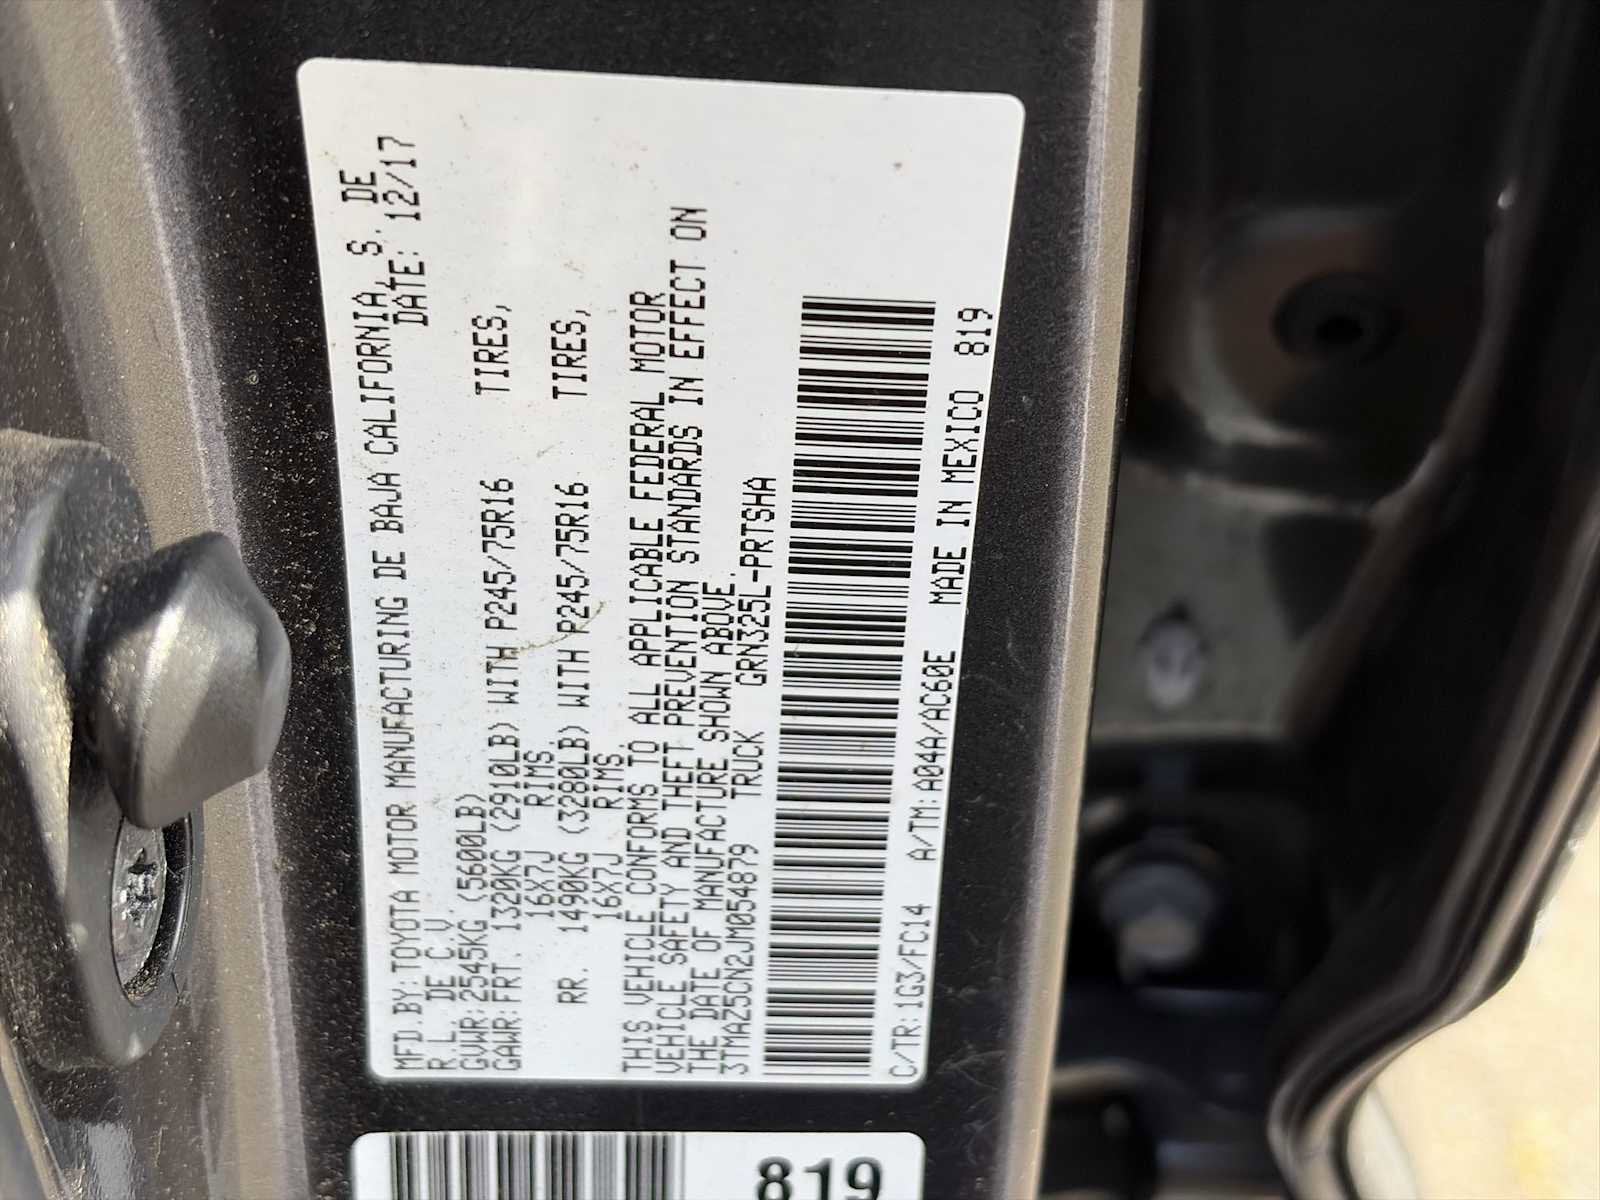 MFD.BY:TOYOTA MOTOR MANUFACTURING DE BAJA CALIFORNIA, S. DE
R.L. DE C.V. DATE: 12/17
GVWR:2545KG (5600LB)
GAWR:FRT. 1320KG (2910LB) WITH P245/75R16 TIRES,
16X7J RIMS
RR. 1490KG (3280LB) WITH P245/75R16 TIRES,
16X7J RIMS
THIS VEHICLE CONFORMS TO ALL APPLICABLE FEDERAL MOTOR
VEHICLE SAFETY AND THEFT PREVENTION STANDARDS IN EFFECT ON
THE DATE OF MANUFACTURE SHOWN ABOVE.
3TMAZ5CN2JM054879 TRUCK GRN325L-PRTSHA
C/TR:1G3/FC14 A/TM:A04A/AC60E MADE IN MEXICO 819
819